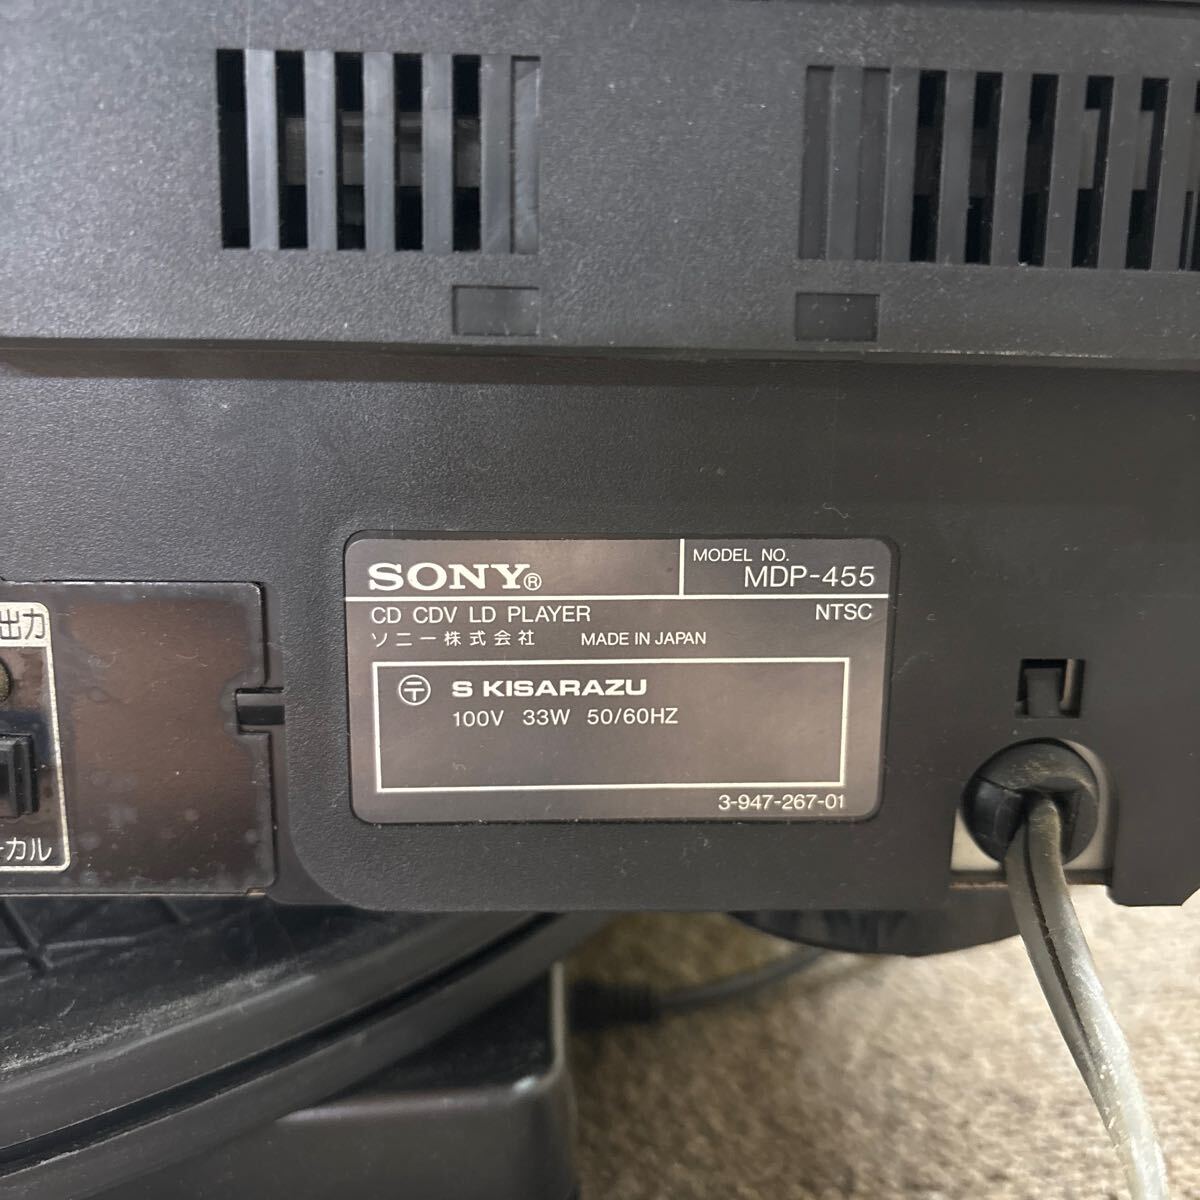 SONY®
MODEL NO.
MDP-455
CD CDV LD PLAYER
NTSC
ソニー株式会社 MADE IN JAPAN
〒 S KISARAZU
100V 33W 50/60HZ
3-947-267-01
出力
カル